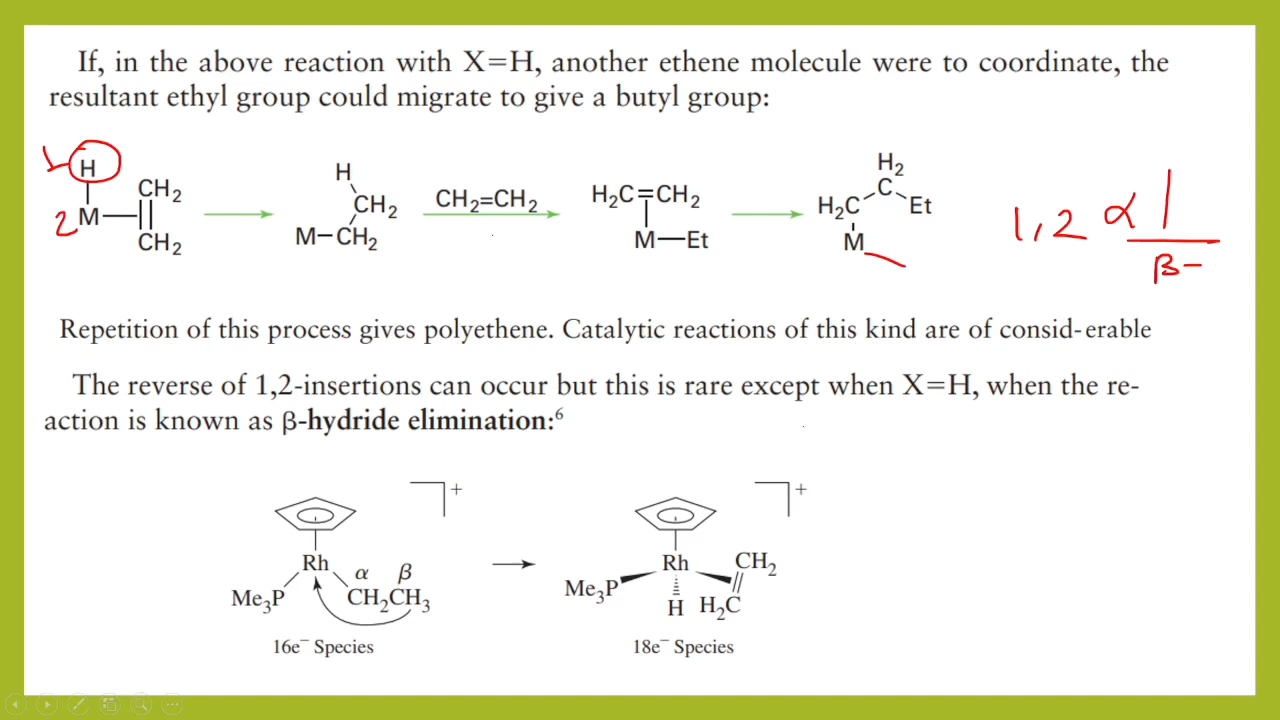 If, in the above reaction with X=H, another ethene molecule were to coordinate, the
resultant ethyl group could migrate to give a butyl group:
1 H
2 M CH₂
CH₂
H
CH₂
M–CH₂
CH₂=CH₂
H₂C=CH₂
M—Et
H₂
C
H₂C Et
M
1,2 α
β-
Repetition of this process gives polyethene. Catalytic reactions of this kind are of consid-erable
The reverse of 1,2-insertions can occur but this is rare except when X=H, when the re-
action is known as β-hydride elimination:⁶
]+
Rh α β
Me₃P CH₂CH₃
16e⁻ Species
]+
Rh CH₂
Me₃P
H H₂C
18e⁻ Species